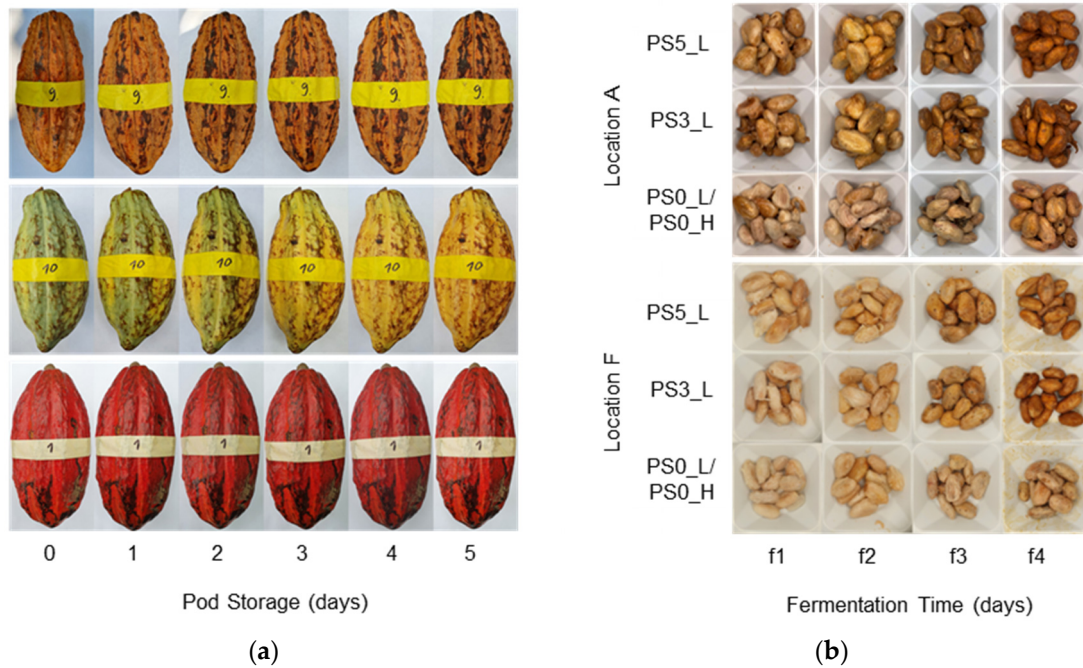 9.
9.
9.
9.
9.
9.
10
10
10
10
10
10
1
1
1
1
1
1
0 1 2 3 4 5
Pod Storage (days)
(a)
Location A
PS5_L
PS3_L
PS0_L/
PS0_H
Location F
PS5_L
PS3_L
PS0_L/
PS0_H
f1 f2 f3 f4
Fermentation Time (days)
(b)